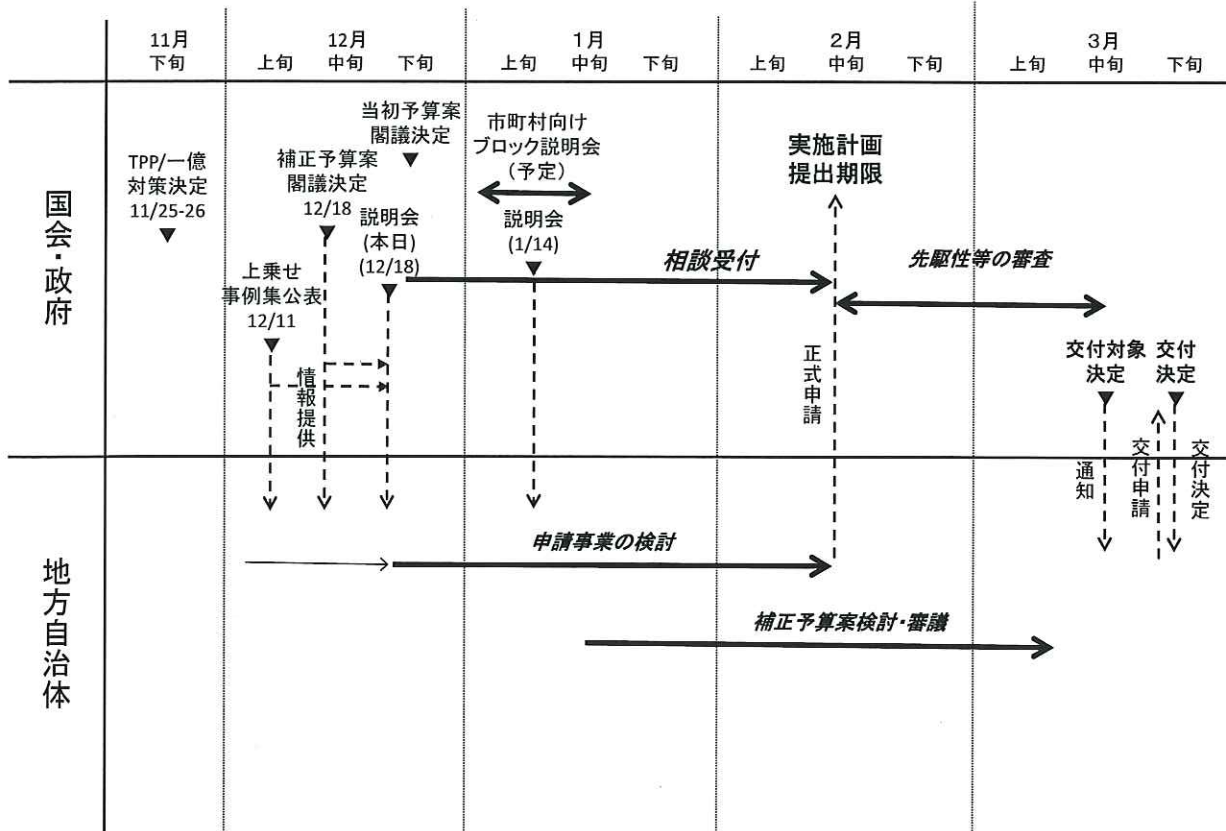 11月
下旬
12月
上旬 中旬 下旬
1月
上旬 中旬 下旬
2月
上旬 中旬 下旬
3月
上旬 中旬 下旬
国会・政府
TPP/一億
対策決定
11/25-26
上乗せ
事例集公表
12/11
補正予算案
閣議決定
12/18
当初予算案
閣議決定
説明会
(本日)
(12/18)
情報提供
市町村向け
ブロック説明会
(予定)
説明会
(1/14)
相談受付
実施計画
提出期限
正式申請
先駆性等の審査
交付対象
決定
交付
決定
通知
交付申請
交付決定
地方自治体
申請事業の検討
補正予算案検討・審議